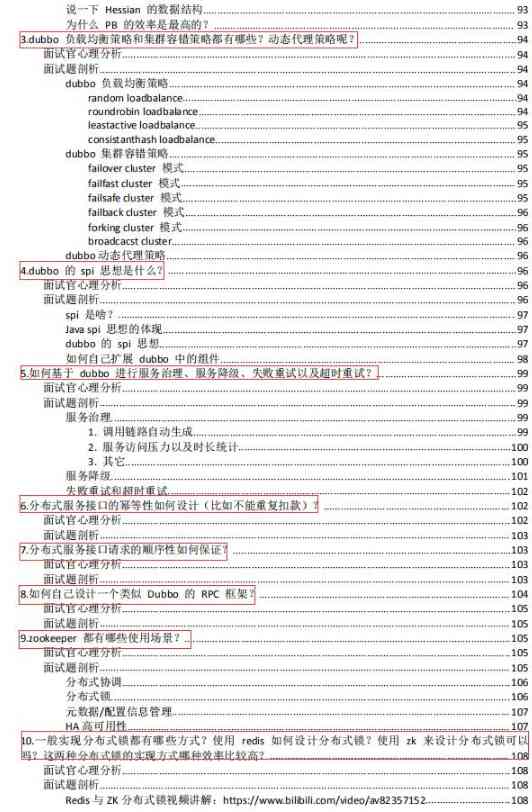 说一下 Hessian 的数据结构 93
为什么 PB 的效率是最高的? 93
3.dubbo 负载均衡策略和集群容错策略都有哪些？动态代理策略呢？ 94
面试官心理分析 94
面试题剖析 94
dubbo 负载均衡策略 94
random loadbalance 94
roundrobin loadbalance 94
leastactive loadbalance 95
consistanthash loadbalance 95
dubbo 集群容错策略 95
failover cluster 模式 95
failfast cluster 模式 95
failsafe cluster 模式 95
failback cluster 模式 96
forking cluster 模式 96
broadcacst cluster 96
dubbo动态代理策略 96
4.dubbo 的 spi 思想是什么？ 96
面试官心理分析 96
面试题剖析 96
spi 是啥？ 97
Java spi 思想的体现 97
dubbo 的 spi 思想 97
如何自己扩展 dubbo 中的组件 98
5.如何基于 dubbo 进行服务治理、服务降级、失败重试以及超时重试？ 99
面试官心理分析 99
面试题剖析 99
服务治理 99
1. 调用链路自动生成 99
2. 服务访问压力以及时长统计 100
3. 其它 100
服务降级 101
失败重试和超时重试 102
6.分布式服务接口的幂等性如何设计（比如不能重复扣款）？ 102
面试官心理分析 102
面试题剖析 103
7.分布式服务接口请求的顺序性如何保证？ 103
面试官心理分析 103
面试题剖析 103
8.如何自己设计一个类似 Dubbo 的 RPC 框架？ 104
面试官心理分析 105
面试题剖析 105
9.zookeeper 都有哪些使用场景？ 105
面试官心理分析 105
面试题剖析 105
分布式协调 106
分布式锁 106
元数据/配置信息管理 107
HA高可用性 107
10.一般实现分布式锁都有哪些方式？使用 redis 如何设计分布式锁？使用 zk 来设计分布式锁可以
吗？这两种分布式锁的实现方式哪种效率比较高？ 108
面试官心理分析 108
面试题剖析 108
Redis 与 ZK 分布式锁视频讲解：https://www.bilibili.com/video/av82357152